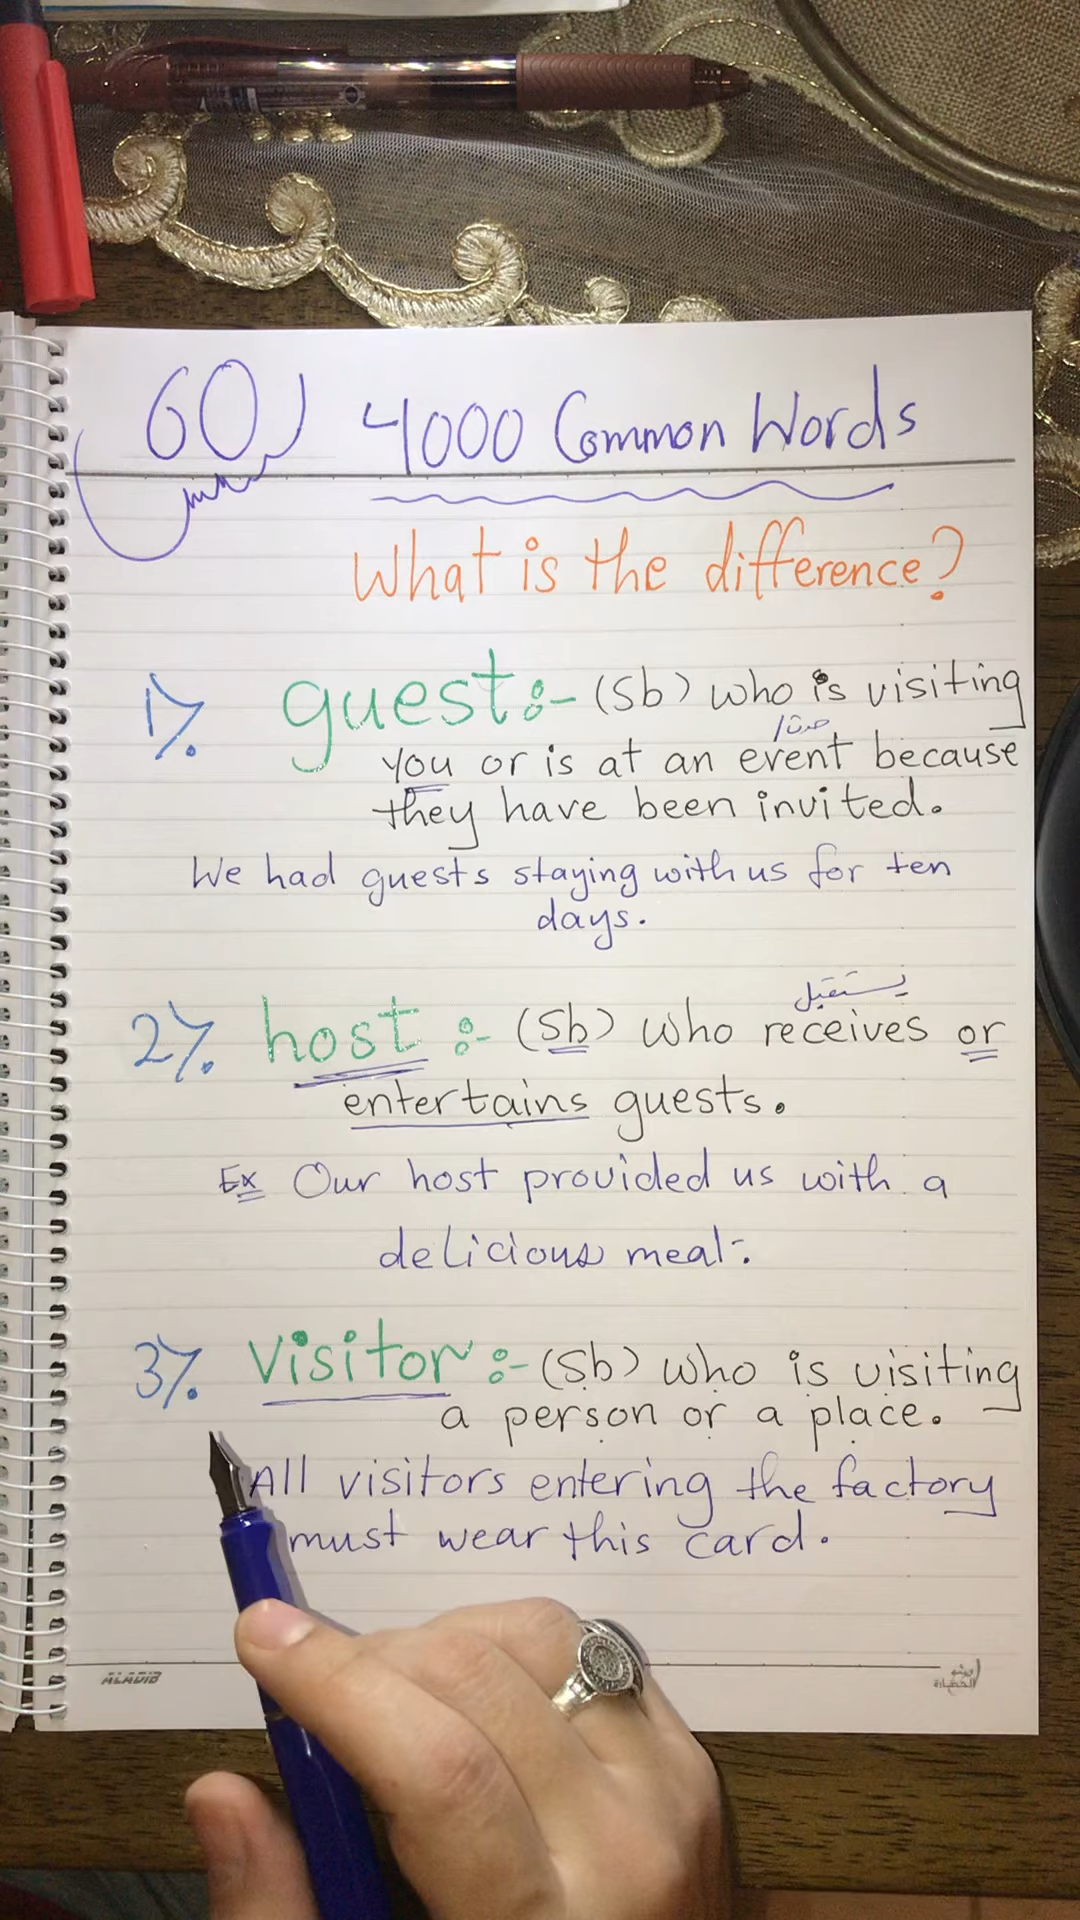 60 4000 Common Words
What is the difference?
1٪ guest:- (Sb) who is visiting
حدث/
you or is at an event because
they have been invited.
We had guests staying with us for ten
days.
يستقبل
2٪ host :- (Sb) who receives or
entertains guests.
Ex Our host provided us with a
delicious meal.
3٪ visitor :- (Sb) who is visiting
a person or a place.
All visitors entering the factory
must wear this card.
ALADIB